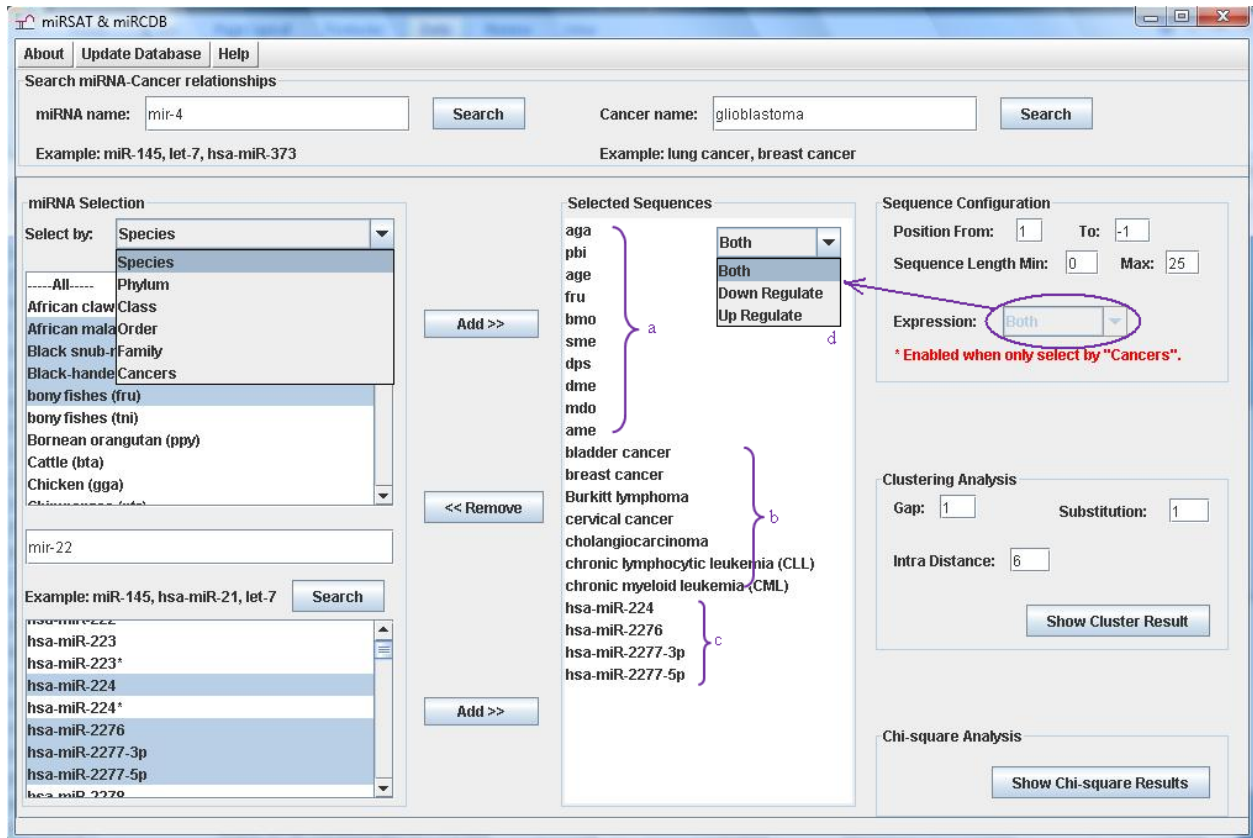 miRSAT & miRCDB
About Update Database Help
Search miRNA-Cancer relationships
miRNA name: mir-4 Search Cancer name: glioblastoma Search
Example: miR-145, let-7, hsa-miR-373 Example: lung cancer, breast cancer
miRNA Selection
Select by: Species
Species
Phylum
Class
Order
Family
Cancers
-----All-----
African claw
African mala
Black snub-r
Black-hande
bony fishes (fru)
bony fishes (tni)
Bornean orangutan (ppy)
Cattle (bta)
Chicken (gga)
mir-22
Example: miR-145, hsa-miR-21, let-7 Search
hsa-miR-222
hsa-miR-223
hsa-miR-223*
hsa-miR-224
hsa-miR-224*
hsa-miR-2276
hsa-miR-2277-3p
hsa-miR-2277-5p
hsa-miR-2278
Add >>
<< Remove
Add >>
Selected Sequences
aga
pbi
age
fru
bmo
sme
dps
dme
mdo
ame
a
bladder cancer
breast cancer
Burkitt lymphoma
cervical cancer
cholangiocarcinoma
chronic lymphocytic leukemia (CLL)
chronic myeloid leukemia (CML)
b
hsa-miR-224
hsa-miR-2276
hsa-miR-2277-3p
hsa-miR-2277-5p
c
Both
Both
Down Regulate
Up Regulate
d
Sequence Configuration
Position From: 1 To: -1
Sequence Length Min: 0 Max: 25
Expression: Both
* Enabled when only select by "Cancers".
Clustering Analysis
Gap: 1 Substitution: 1
Intra Distance: 6
Show Cluster Result
Chi-square Analysis
Show Chi-square Results